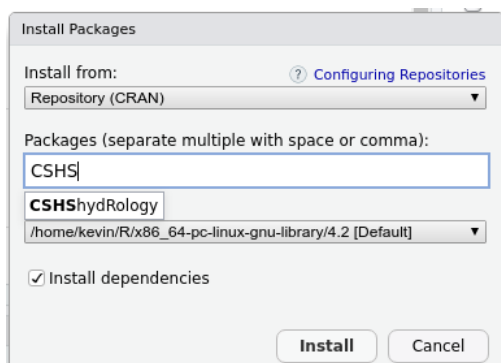 Install Packages
Install from:
? Configuring Repositories
Repository (CRAN)
Packages (separate multiple with space or comma):
CSHS
CSHShydRology
/home/kevin/R/x86_64-pc-linux-gnu-library/4.2 [Default]
Install dependencies
Install Cancel